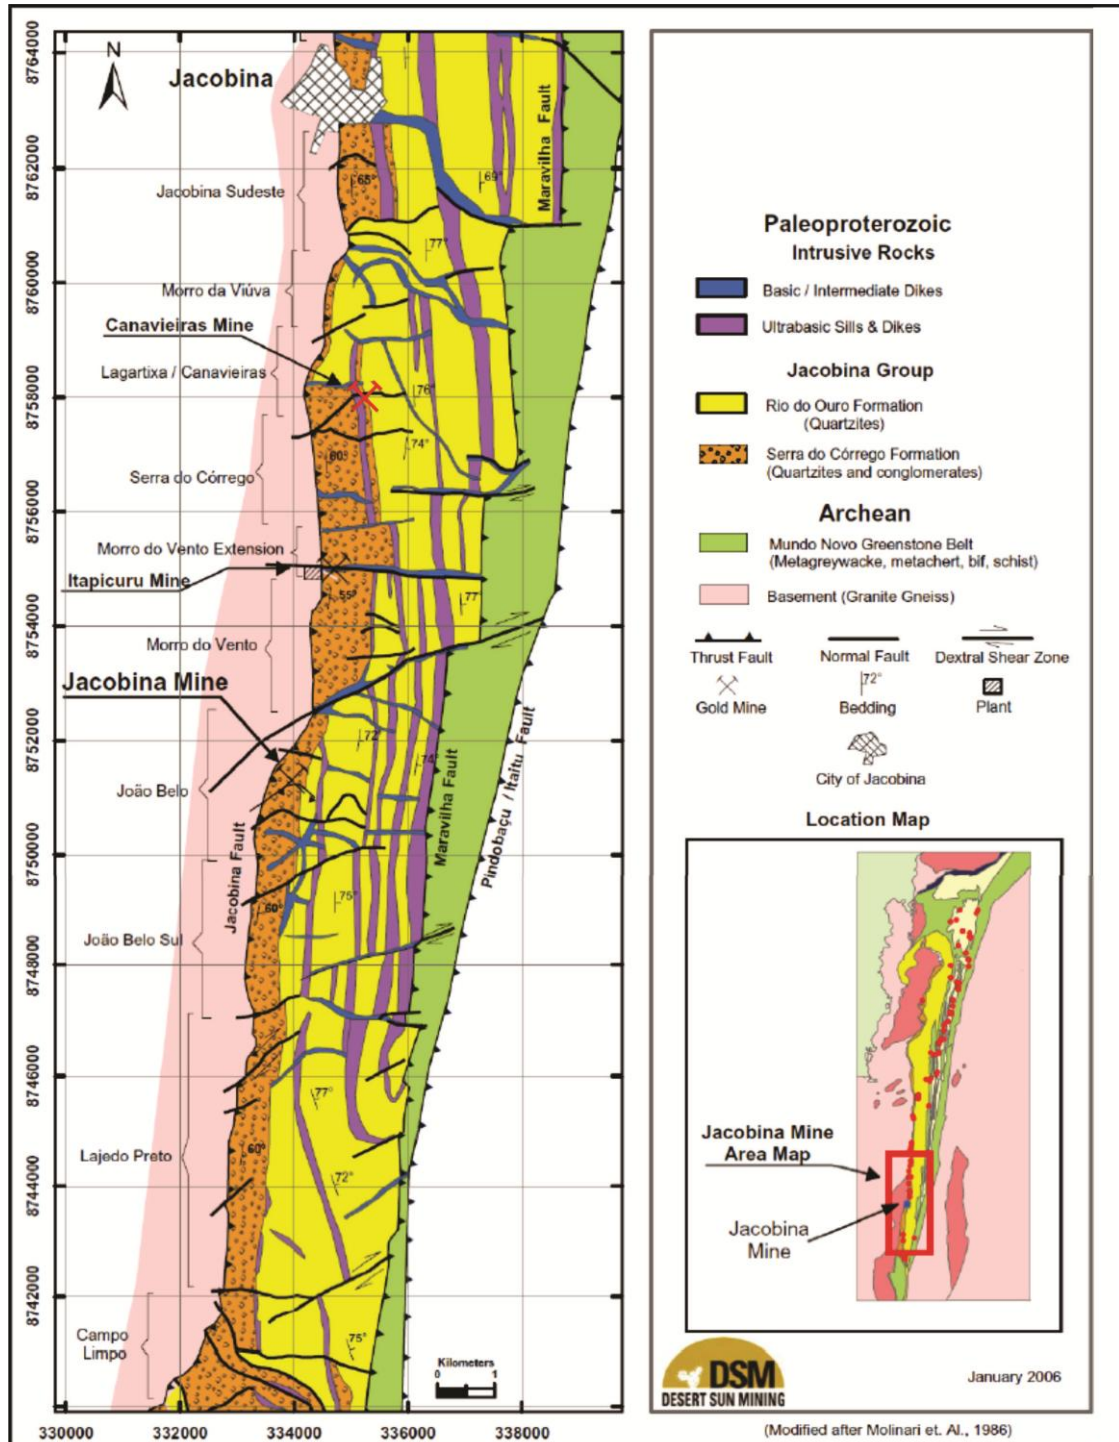 N
Jacobina
8764000
8762000
8760000
8758000
8756000
8754000
8752000
8750000
8748000
8746000
8744000
8742000
330000
332000
334000
336000
338000
Jacobina Sudeste
Morro da Viúva
Canavieiras Mine
Lagartixa / Canavieiras
Serra do Córrego
Morro do Vento Extension
Itapicuru Mine
Morro do Vento
Jacobina Mine
João Belo
João Belo Sul
Lajedo Preto
Campo
Limpo
Maravilha Fault
Maravilha Fault
Jacobina Fault
Pindobaçu / Itaitu Fault
65°
69°
77°
76°
74°
60°
77
55°
72°
74°
75°
60°
77°
60°
72°
75°
Kilometers
0 1
Paleoproterozoic
Intrusive Rocks
Basic / Intermediate Dikes
Ultrabasic Sills & Dikes
Jacobina Group
Rio do Ouro Formation
(Quartzites)
Serra do Córrego Formation
(Quartzites and conglomerates)
Archean
Mundo Novo Greenstone Belt
(Metagreywacke, metachert, bif, schist)
Basement (Granite Gneiss)
Thrust Fault Normal Fault Dextral Shear Zone
72°
Gold Mine Bedding Plant
City of Jacobina
Location Map
Jacobina Mine
Area Map
Jacobina
Mine
DSM
DESERT SUN MINING
January 2006
(Modified after Molinari et. Al., 1986)